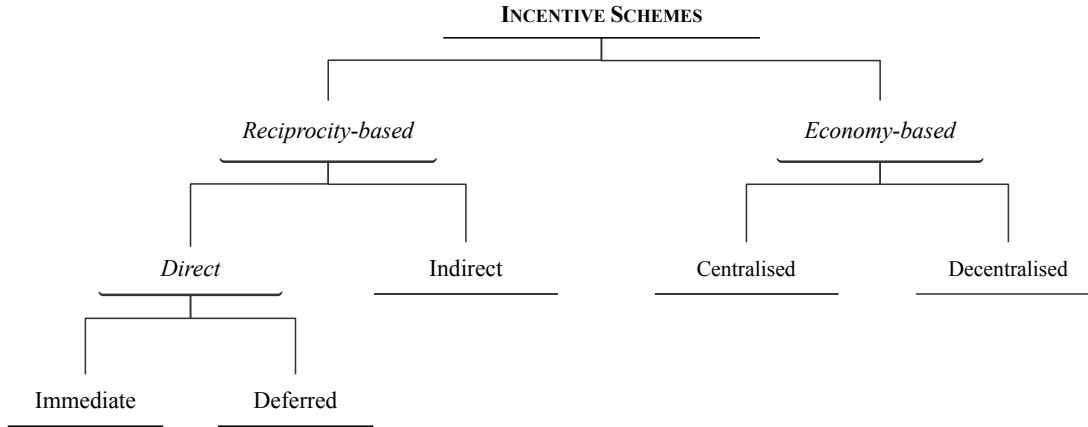 INCENTIVE SCHEMES
Reciprocity-based
Economy-based
Direct
Indirect
Centralised
Decentralised
Immediate
Deferred